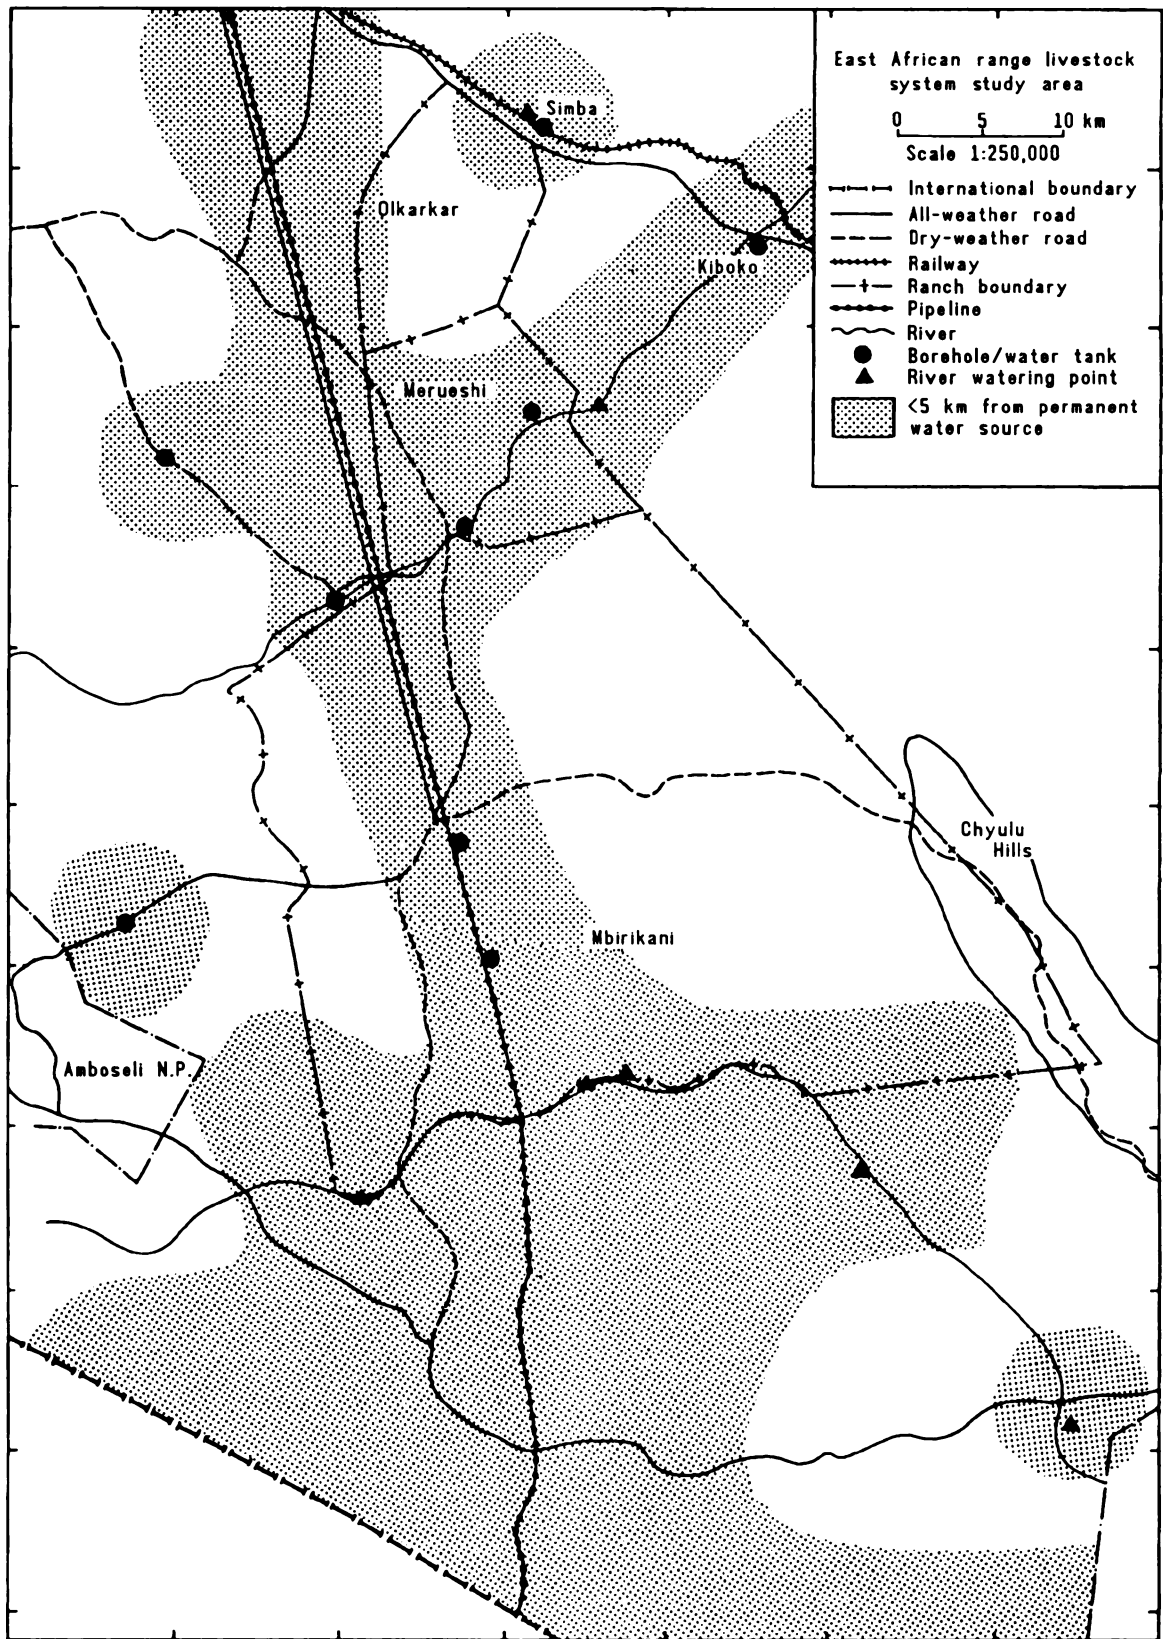 East African range livestock
system study area
0 5 10 km
Scale 1:250,000
International boundary
All-weather road
Dry-weather road
Railway
Ranch boundary
Pipeline
River
Borehole/water tank
River watering point
<5 km from permanent
water source
Simba
Olkarkar
Kiboko
Merueshi
Chyulu
Hills
Mbirikani
Amboseli N.P.